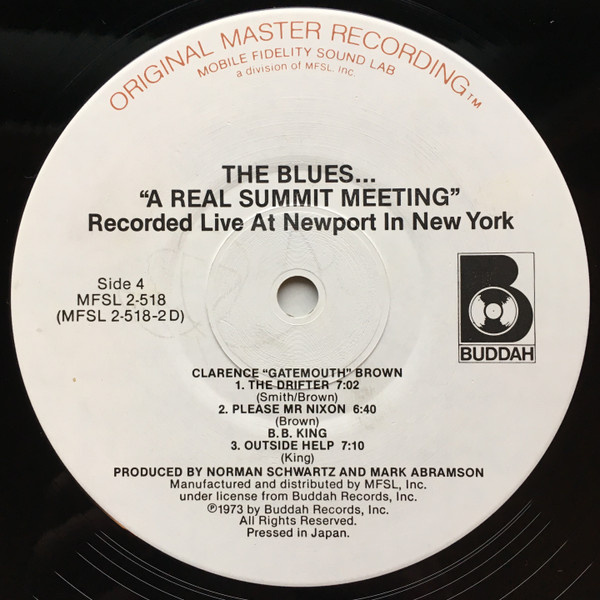 ORIGINAL MASTER RECORDING™
MOBILE FIDELITY SOUND LAB
a division of MFSL, Inc.
THE BLUES...
"A REAL SUMMIT MEETING"
Recorded Live At Newport In New York
Side 4
MFSL 2-518
(MFSL 2-518-2 D)
B
BUDDAH
CLARENCE "GATEMOUTH" BROWN
1. THE DRIFTER 7:02
(Smith/Brown)
2. PLEASE MR NIXON 6:40
(Brown)
B.B. KING
3. OUTSIDE HELP 7:10
(King)
PRODUCED BY NORMAN SCHWARTZ AND MARK ABRAMSON
Manufactured and distributed by MFSL, Inc.
under license from Buddah Records, Inc.
℗1973 by Buddah Records, Inc.
All Rights Reserved.
Pressed in Japan.